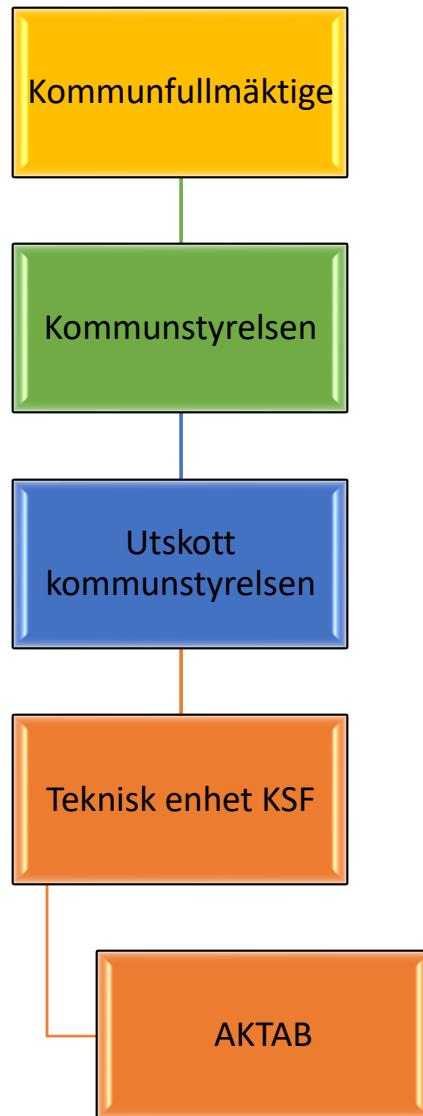 Kommunfullmäktige
Kommunstyrelsen
Utskott
kommunstyrelsen
Teknisk enhet KSF
AKTAB